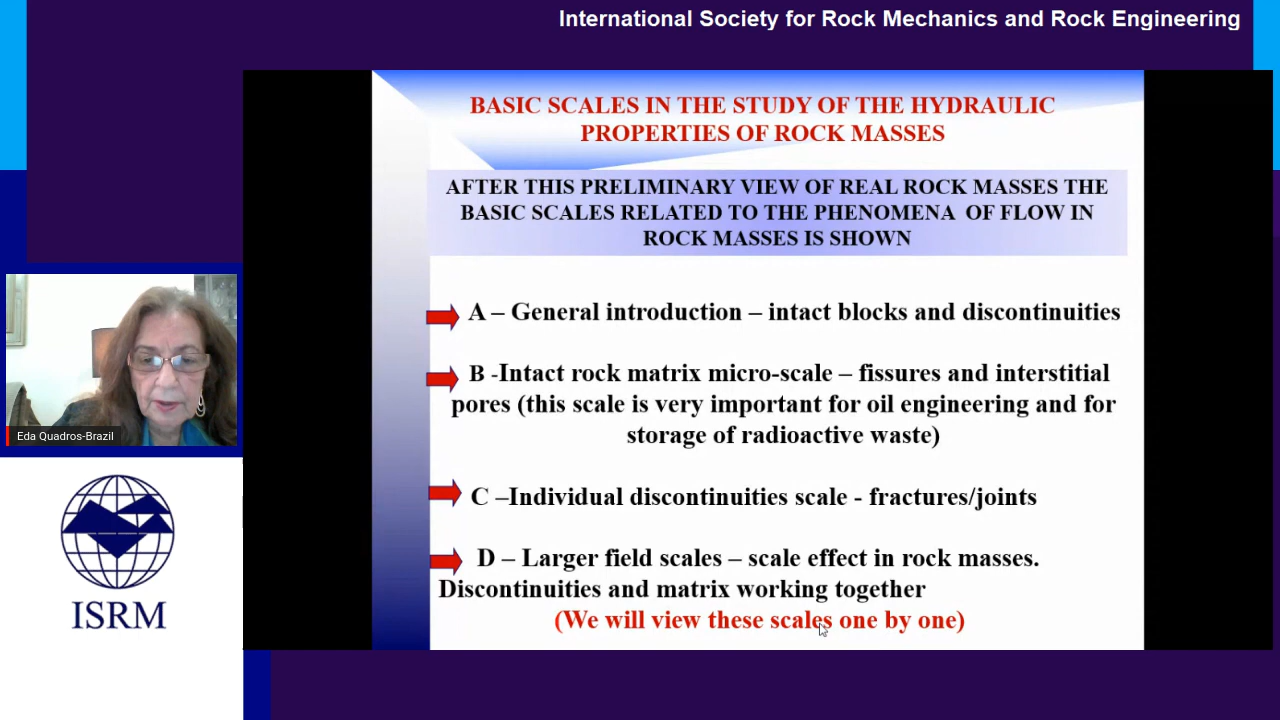 International Society for Rock Mechanics and Rock Engineering
BASIC SCALES IN THE STUDY OF THE HYDRAULIC
PROPERTIES OF ROCK MASSES
AFTER THIS PRELIMINARY VIEW OF REAL ROCK MASSES THE
BASIC SCALES RELATED TO THE PHENOMENA OF FLOW IN
ROCK MASSES IS SHOWN
A – General introduction – intact blocks and discontinuities
B -Intact rock matrix micro-scale – fissures and interstitial
pores (this scale is very important for oil engineering and for
storage of radioactive waste)
C –Individual discontinuities scale - fractures/joints
D – Larger field scales – scale effect in rock masses.
Discontinuities and matrix working together
(We will view these scales one by one)
Eda Quadros-Brazil
ISRM